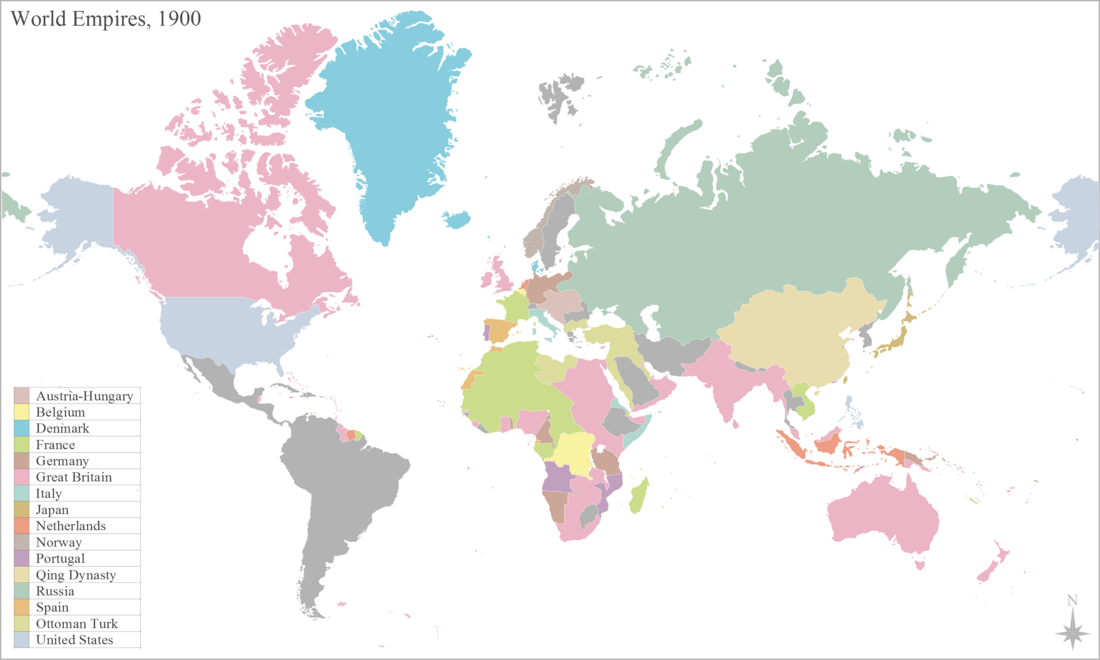 World Empires, 1900
Austria-Hungary
Belgium
Denmark
France
Germany
Great Britain
Italy
Japan
Netherlands
Norway
Portugal
Qing Dynasty
Russia
Spain
Ottoman Turk
United States
N